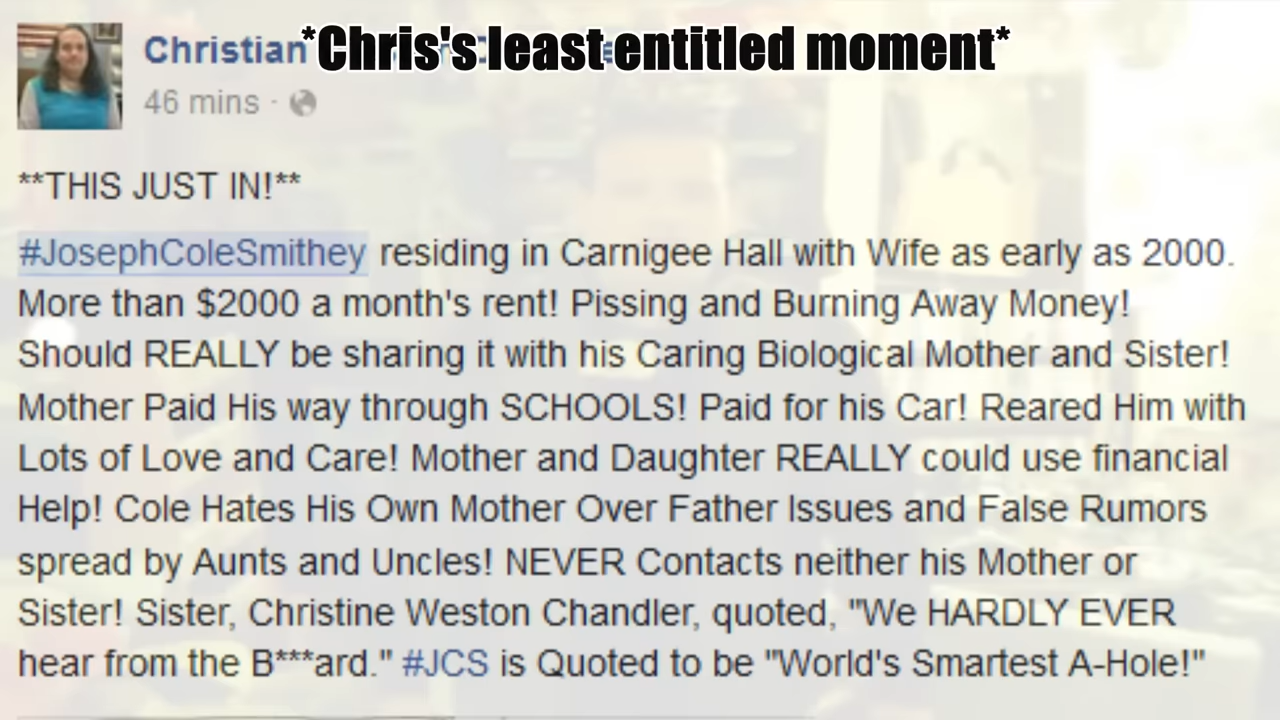 *Chris's least entitled moment*
Christian
46 mins ·
**THIS JUST IN!**
#JosephColeSmithey residing in Carnigee Hall with Wife as early as 2000.
More than $2000 a month's rent! Pissing and Burning Away Money!
Should REALLY be sharing it with his Caring Biological Mother and Sister!
Mother Paid His way through SCHOOLS! Paid for his Car! Reared Him with
Lots of Love and Care! Mother and Daughter REALLY could use financial
Help! Cole Hates His Own Mother Over Father Issues and False Rumors
spread by Aunts and Uncles! NEVER Contacts neither his Mother or
Sister! Sister, Christine Weston Chandler, quoted, "We HARDLY EVER
hear from the B***ard." #JCS is Quoted to be "World's Smartest A-Hole!"